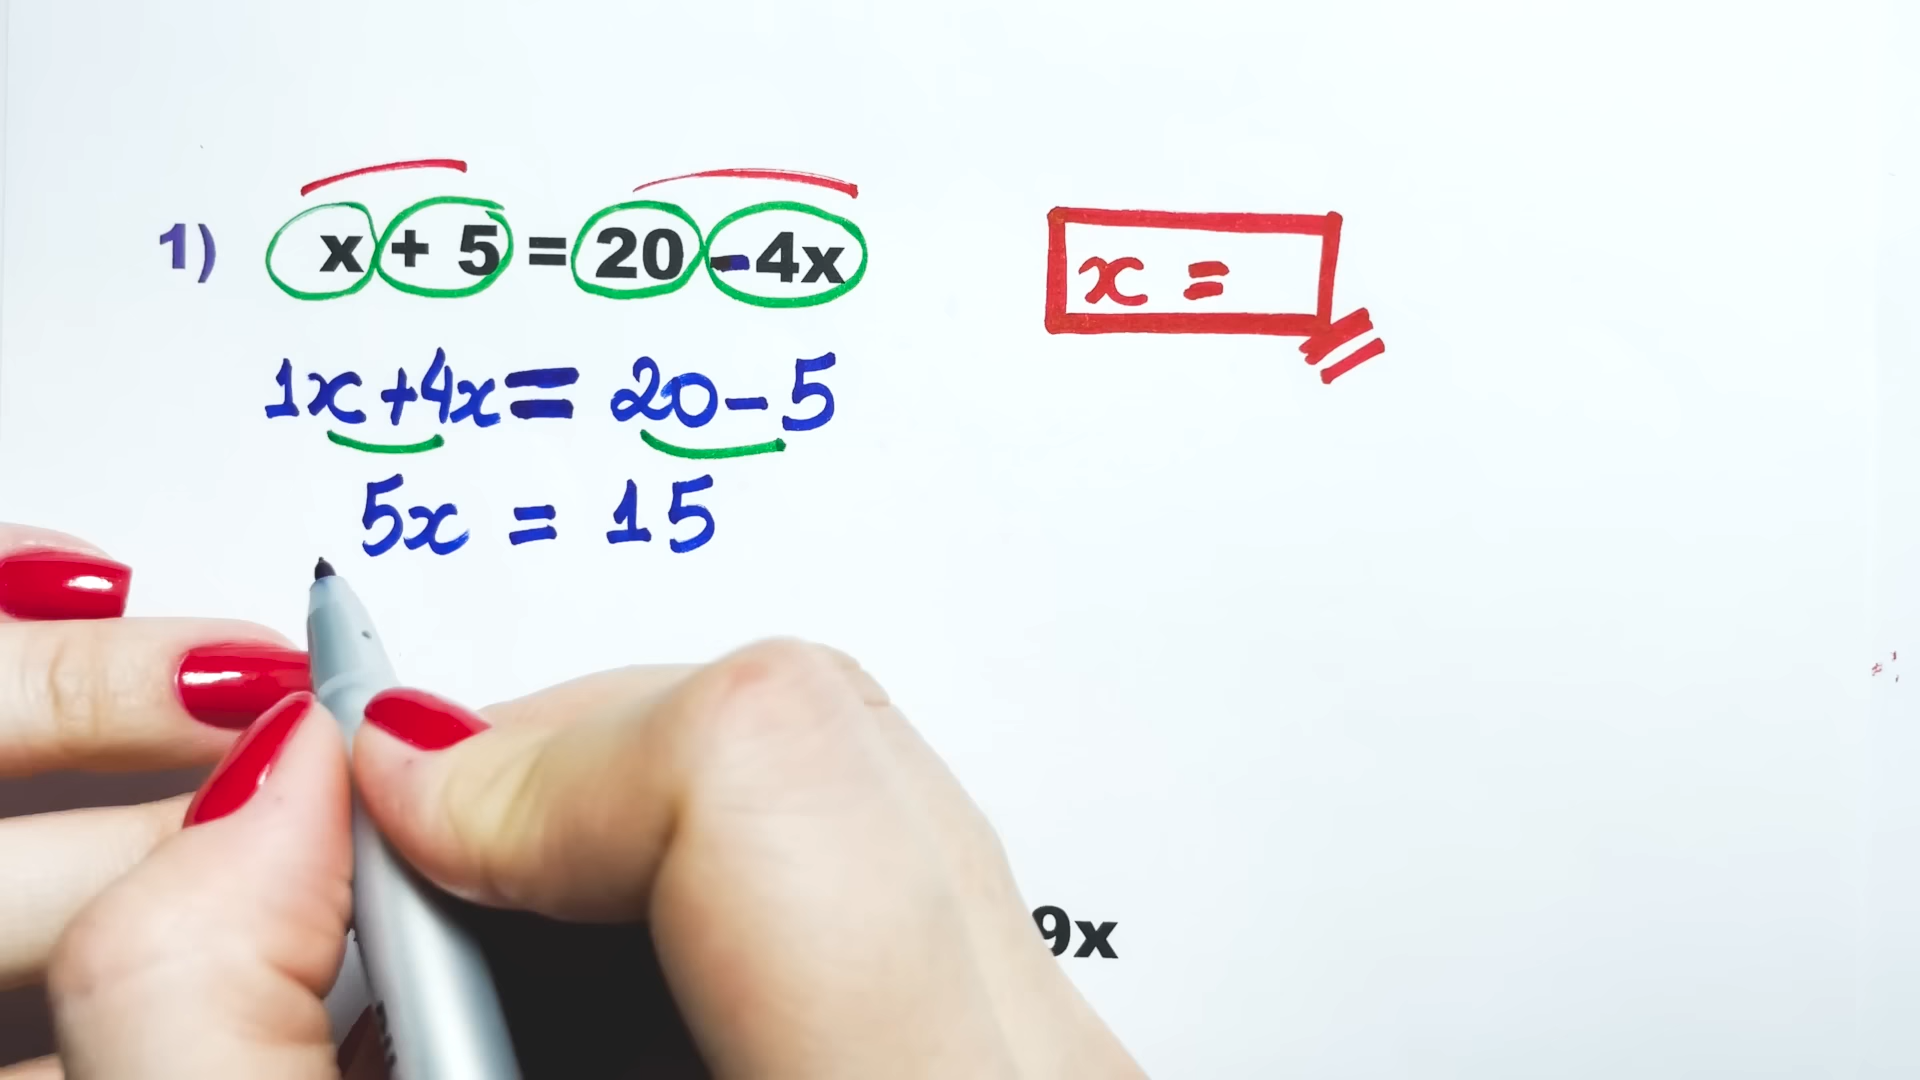 1) x + 5 = 20 - 4x
x =
1x + 4x = 20 - 5
5x = 15
9x